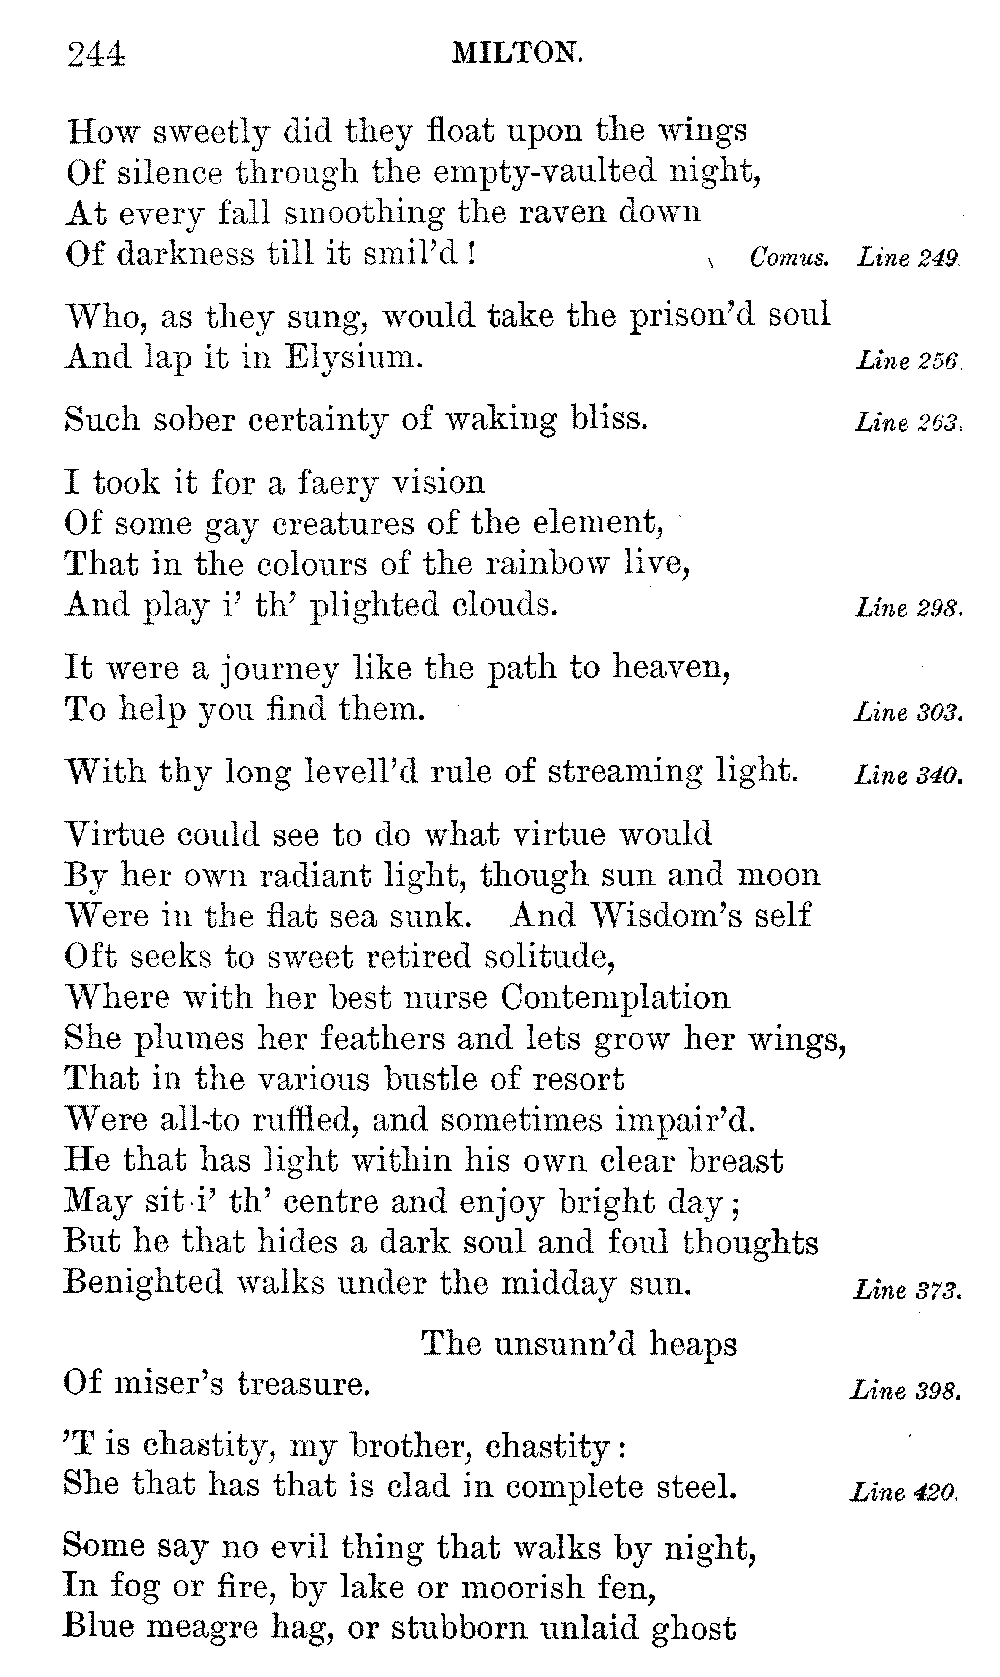 244 MILTON.
How sweetly did they float upon the wings
Of silence through the empty-vaulted night,
At every fall smoothing the raven down
Of darkness till it smil'd ! Comus. Line 249.
Who, as they sung, would take the prison'd soul
And lap it in Elysium. Line 256.
Such sober certainty of waking bliss. Line 263.
I took it for a faery vision
Of some gay creatures of the element,
That in the colours of the rainbow live,
And play i' th' plighted clouds. Line 298.
It were a journey like the path to heaven,
To help you find them. Line 303.
With thy long levell'd rule of streaming light. Line 340.
Virtue could see to do what virtue would
By her own radiant light, though sun and moon
Were in the flat sea sunk. And Wisdom's self
Oft seeks to sweet retired solitude,
Where with her best nurse Contemplation
She plumes her feathers and lets grow her wings,
That in the various bustle of resort
Were all-to ruffled, and sometimes impair'd.
He that has light within his own clear breast
May sit i' th' centre and enjoy bright day ;
But he that hides a dark soul and foul thoughts
Benighted walks under the midday sun. Line 373.
The unsunn'd heaps
Of miser's treasure. Line 398.
'T is chastity, my brother, chastity :
She that has that is clad in complete steel. Line 420.
Some say no evil thing that walks by night,
In fog or fire, by lake or moorish fen,
Blue meagre hag, or stubborn unlaid ghost